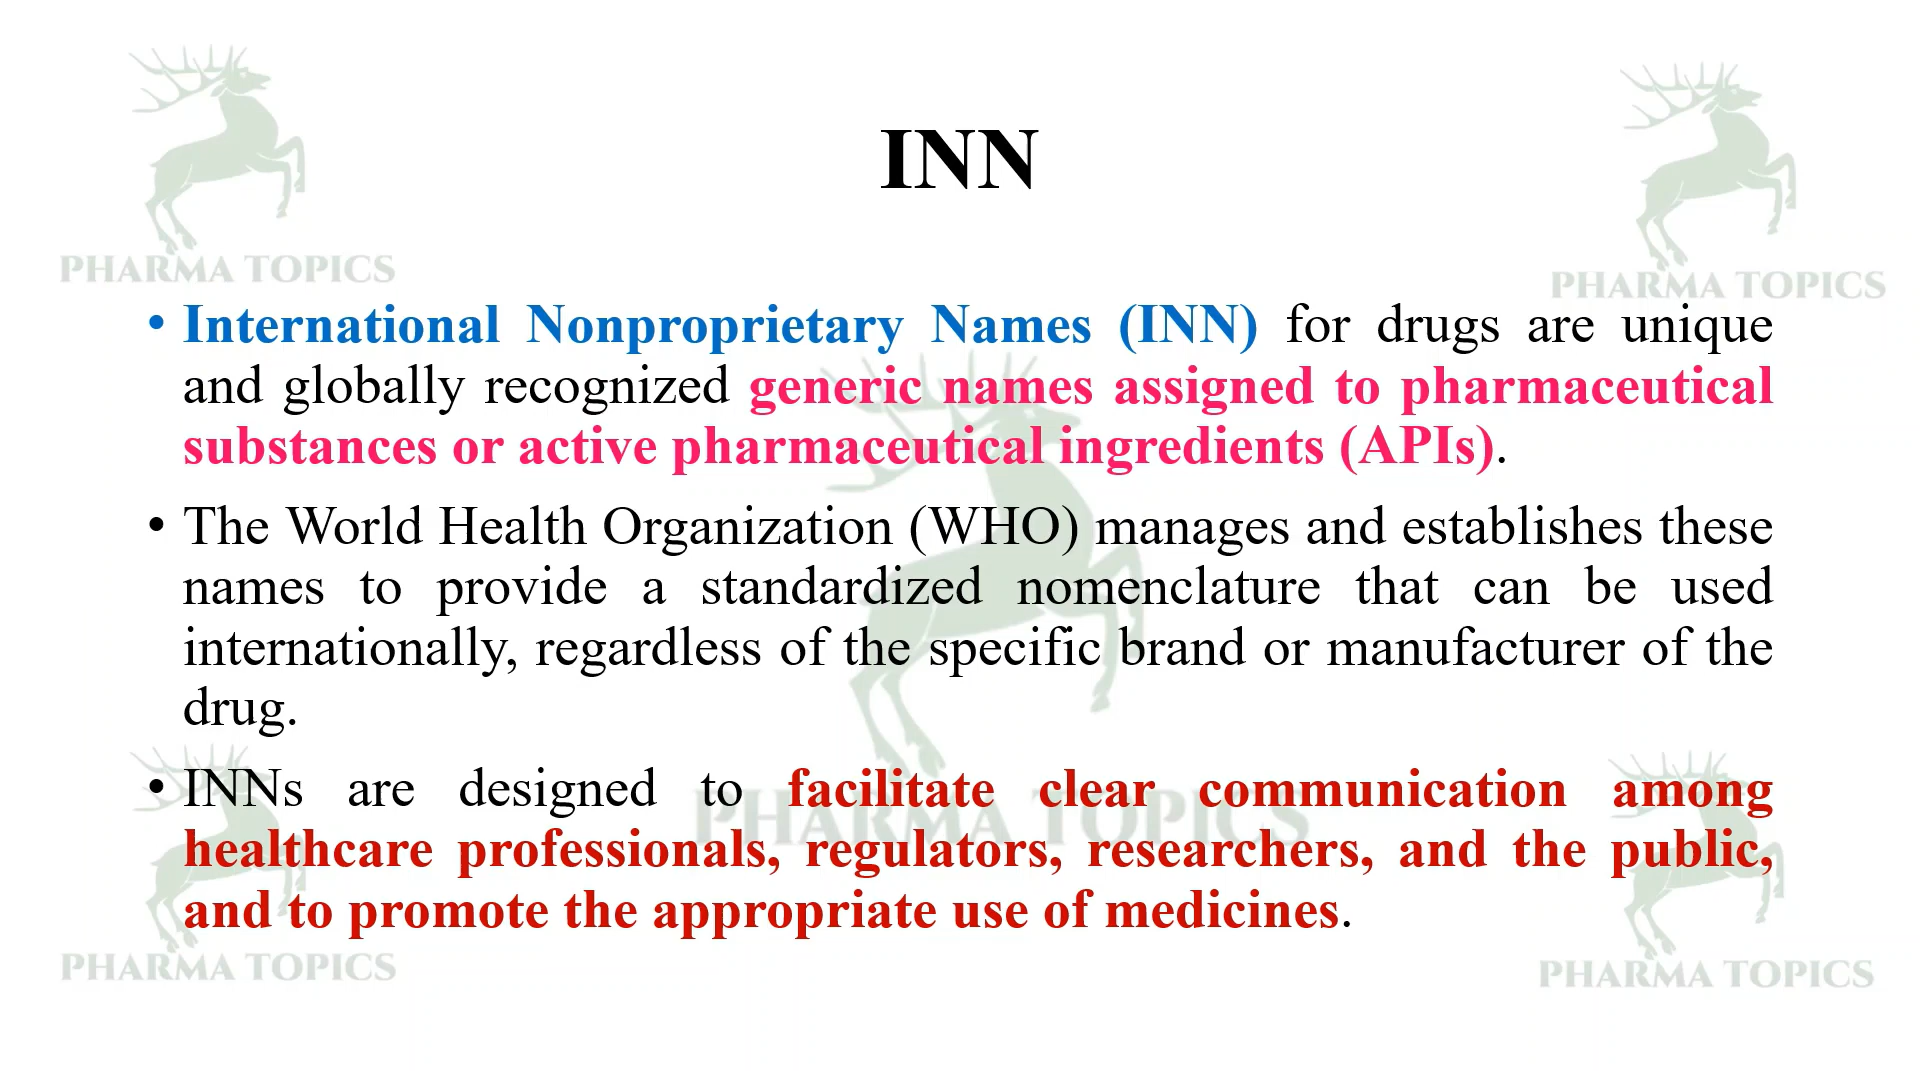 INN
PHARMA TOPICS
PHARMA TOPICS
• International Nonproprietary Names (INN) for drugs are unique
and globally recognized generic names assigned to pharmaceutical
substances or active pharmaceutical ingredients (APIs).
• The World Health Organization (WHO) manages and establishes these
names to provide a standardized nomenclature that can be used
internationally, regardless of the specific brand or manufacturer of the
drug.
• INNs are designed to facilitate clear communication among
PHARMA TOPICS
healthcare professionals, regulators, researchers, and the public,
and to promote the appropriate use of medicines.
PHARMA TOPICS
PHARMA TOPICS